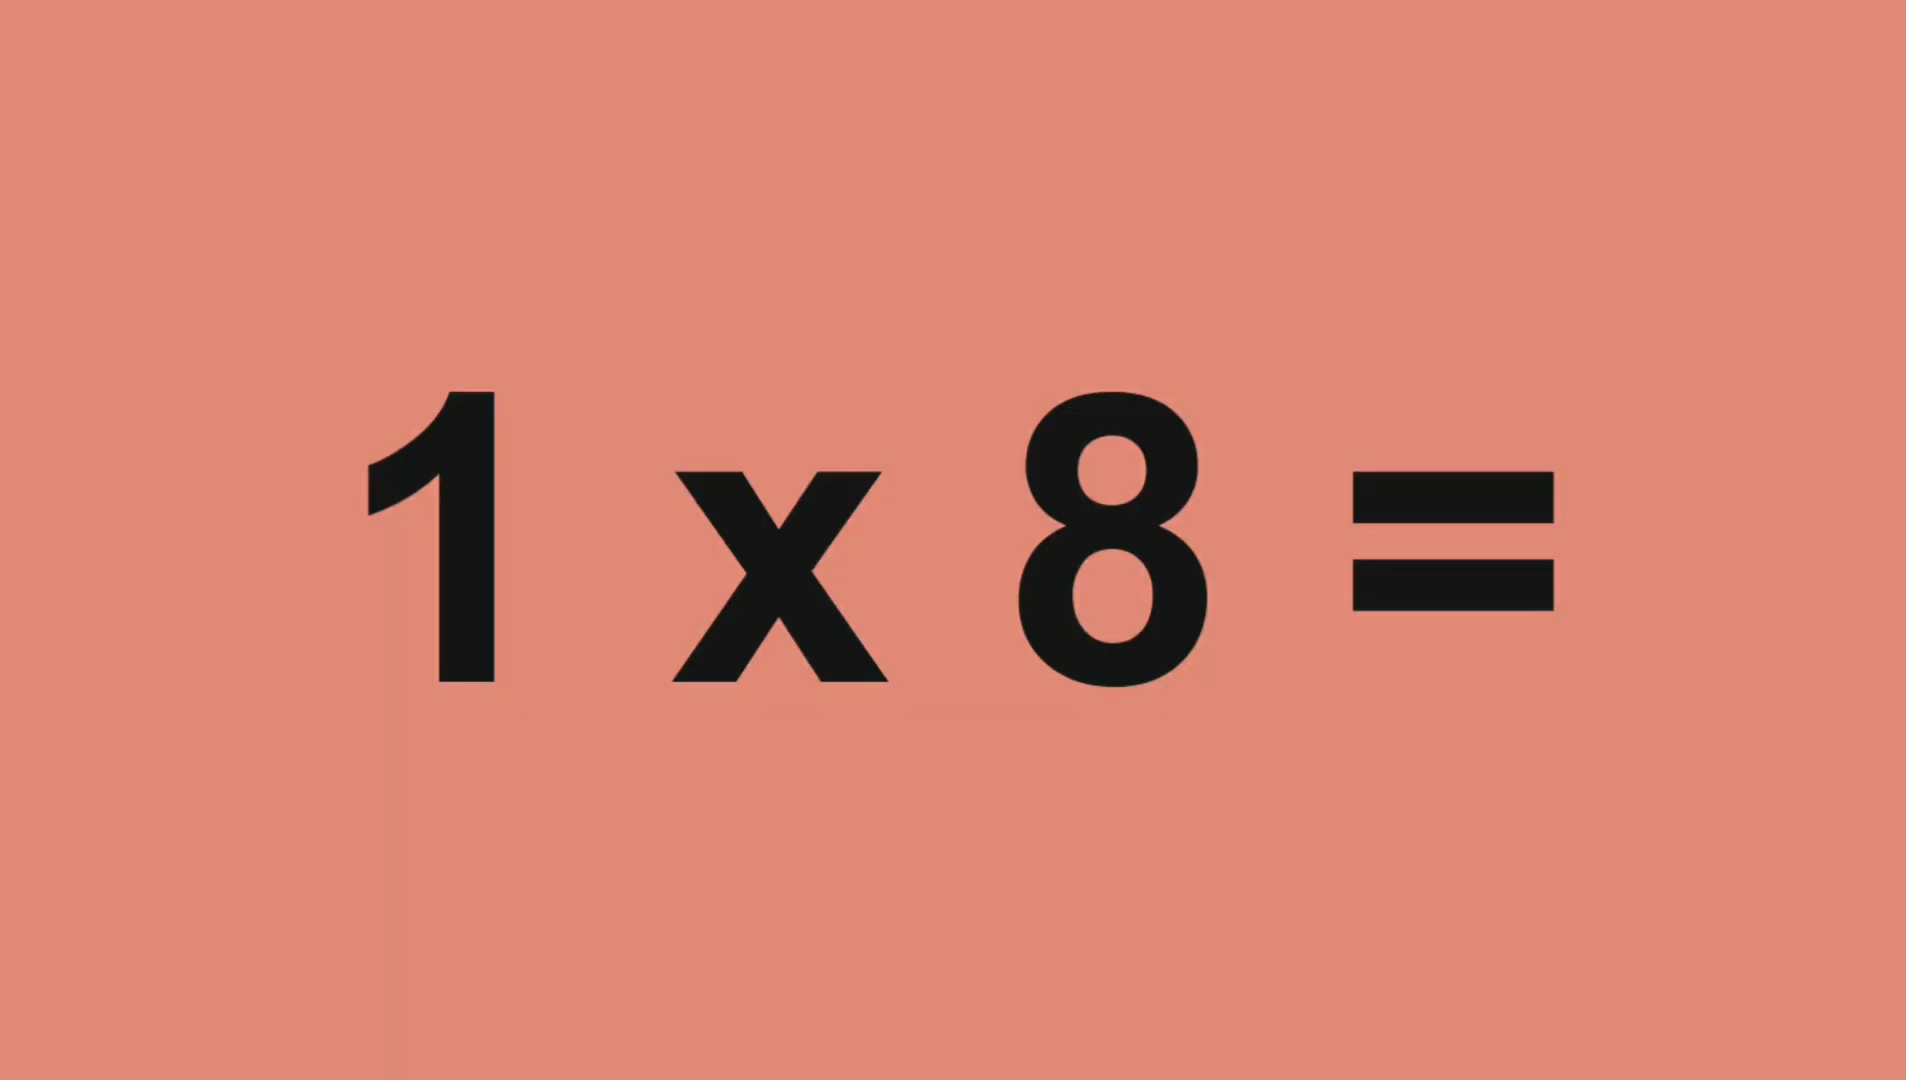 1 x 8 =